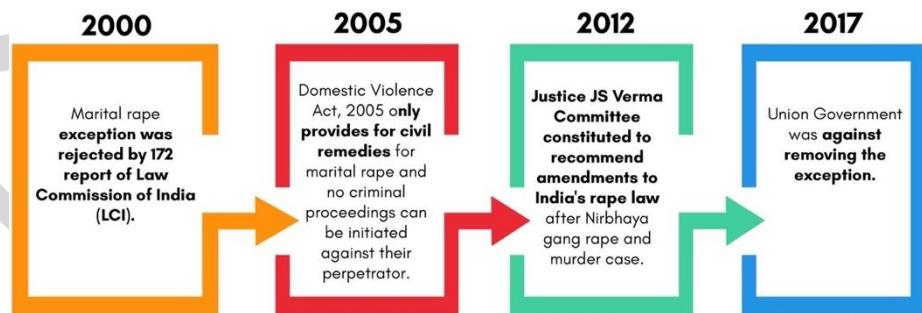 2000
Marital rape
exception was
rejected by 172
report of Law
Commission of India
(LCI).
2005
Domestic Violence
Act, 2005 only
provides for civil
remedies for
marital rape and
no criminal
proceedings can
be initiated
against their
perpetrator.
2012
Justice JS Verma
Committee
constituted to
recommend
amendments to
India's rape law
after Nirbhaya
gang rape and
murder case.
2017
Union Government
was against
removing the
exception.